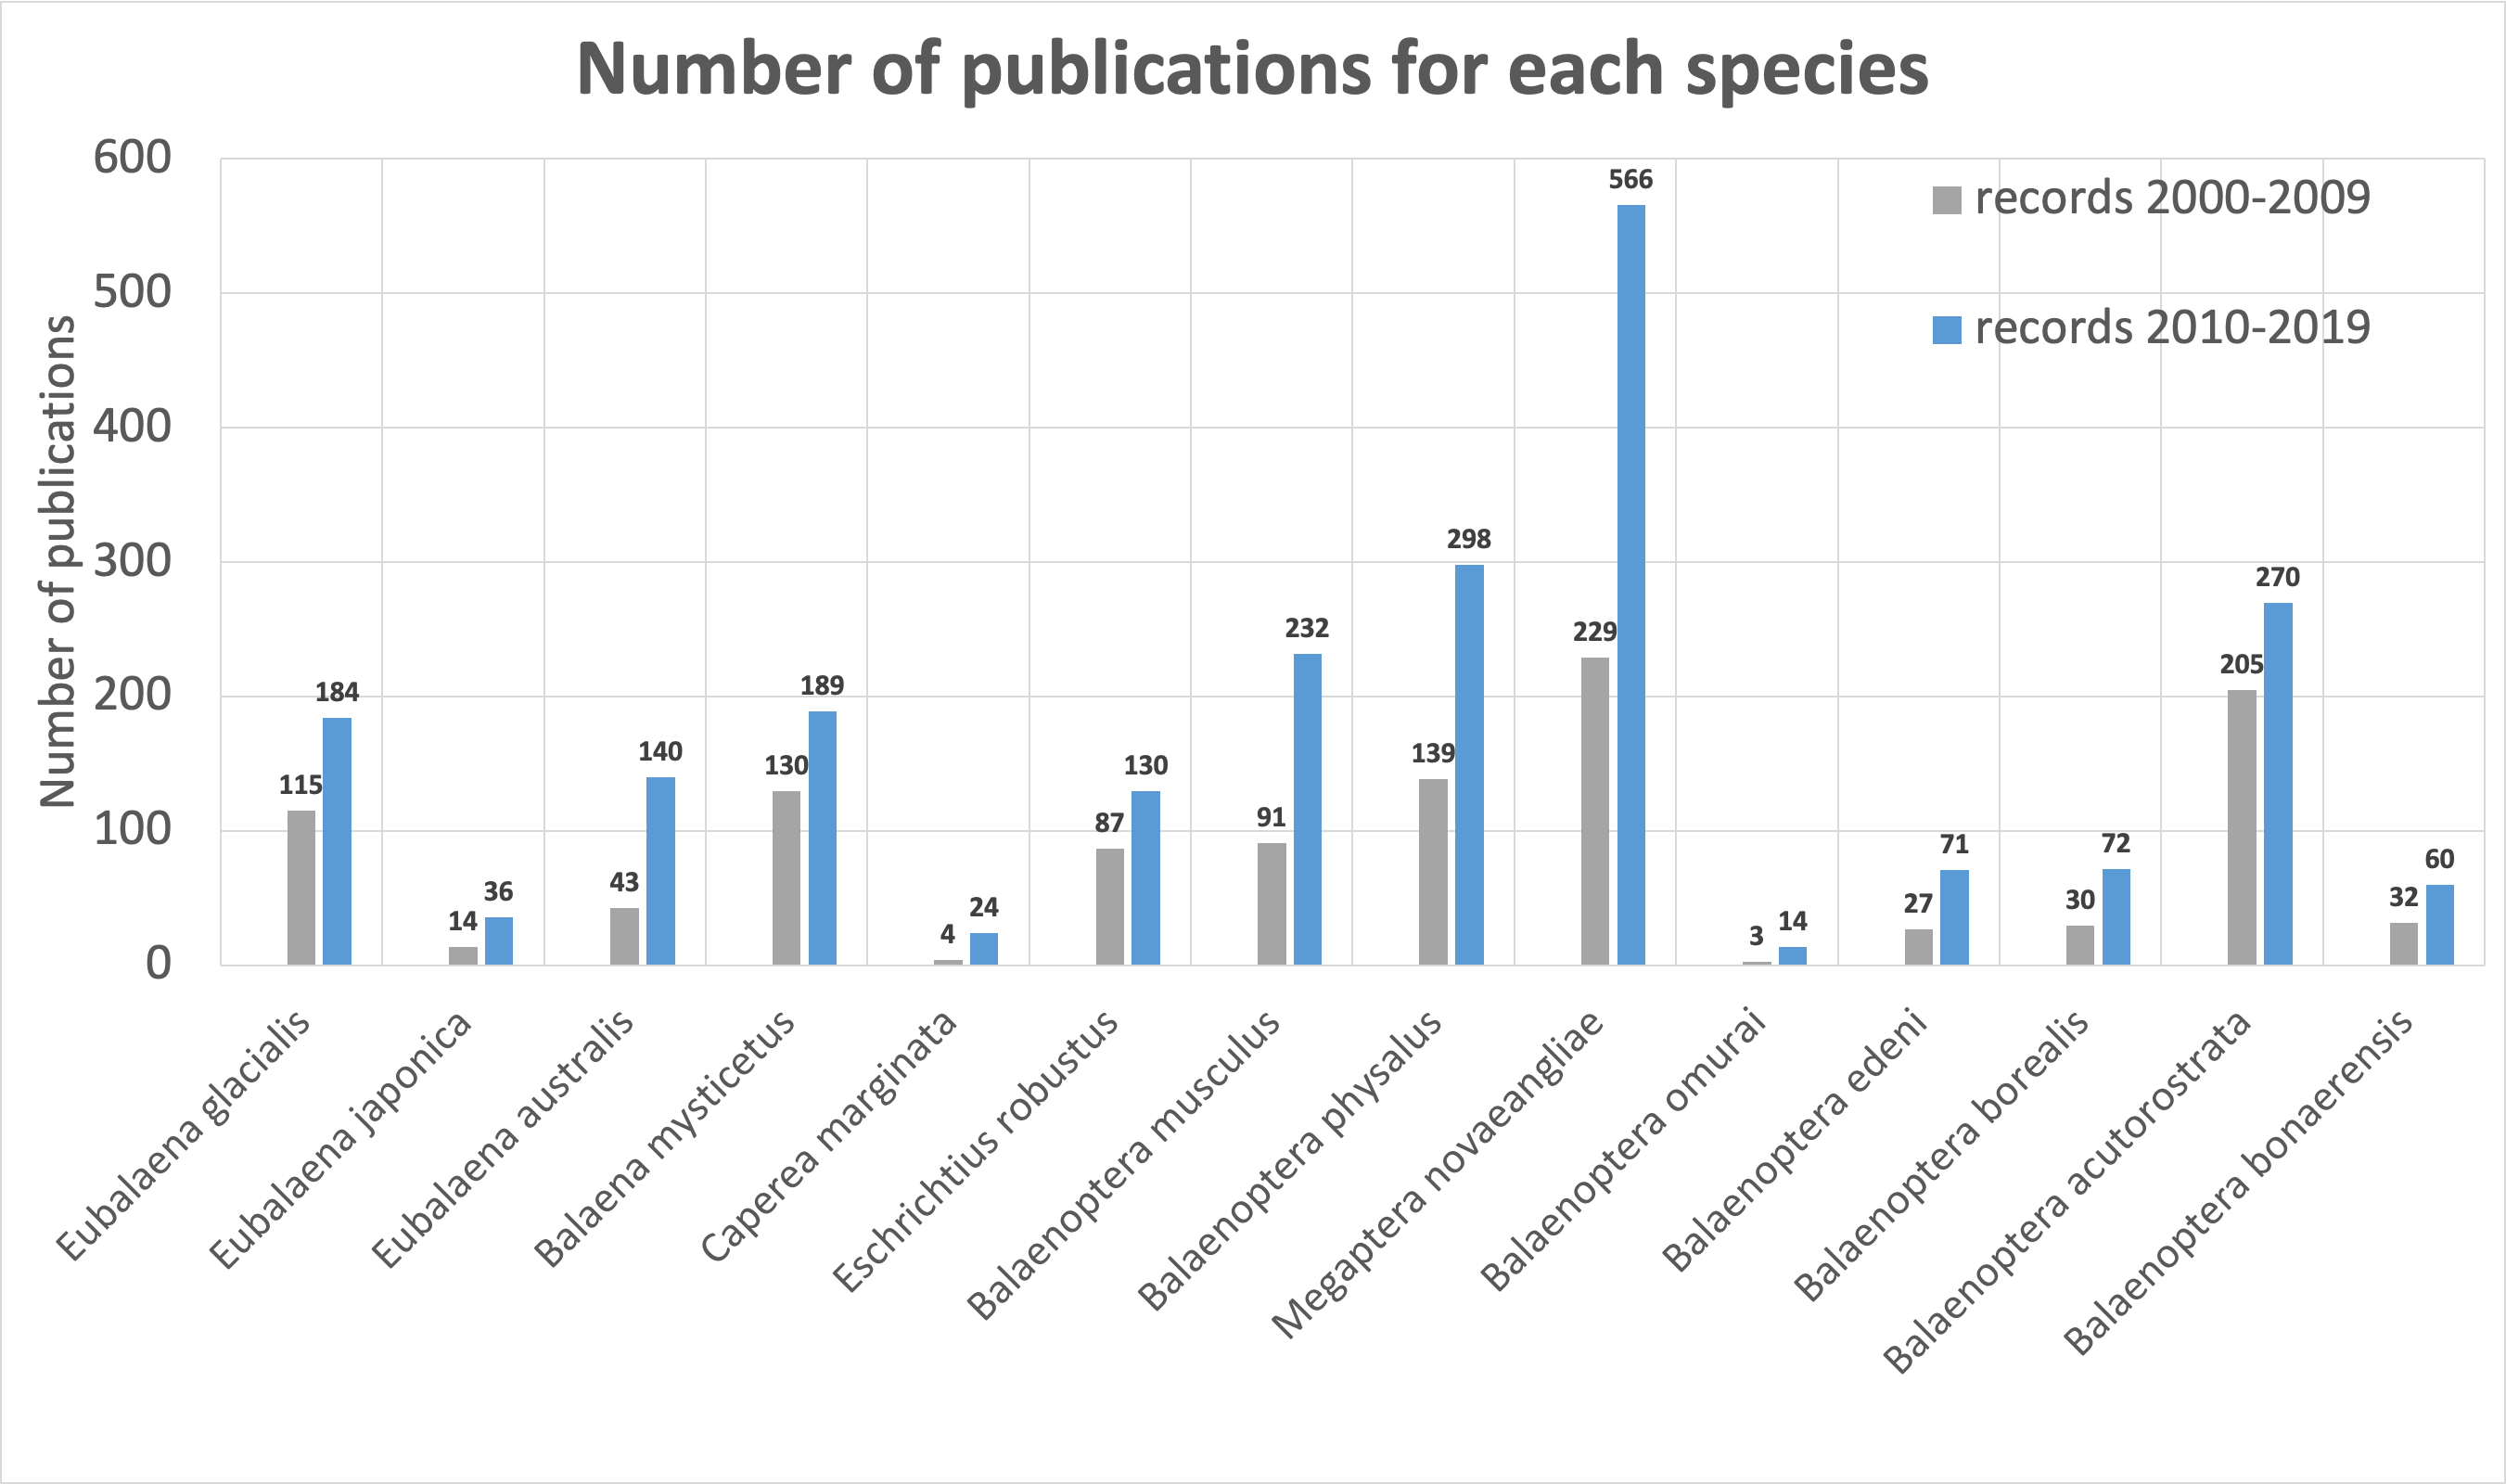 Number of publications for each species
Number of publications
600
500
400
300
200
100
0
records 2000-2009
records 2010-2019
115
184
14
36
43
140
130
189
4
24
87
130
91
232
139
298
229
566
3
14
27
71
30
72
205
270
32
60
Eubalaena glacialis
Eubalaena japonica
Eubalaena australis
Balaena mysticetus
Caperea marginata
Eschrichtius robustus
Balaenoptera musculus
Balaenoptera physalus
Megaptera novaeangliae
Balaenoptera omurai
Balaenoptera edeni
Balaenoptera borealis
Balaenoptera acutorostrata
Balaenoptera bonaerensis